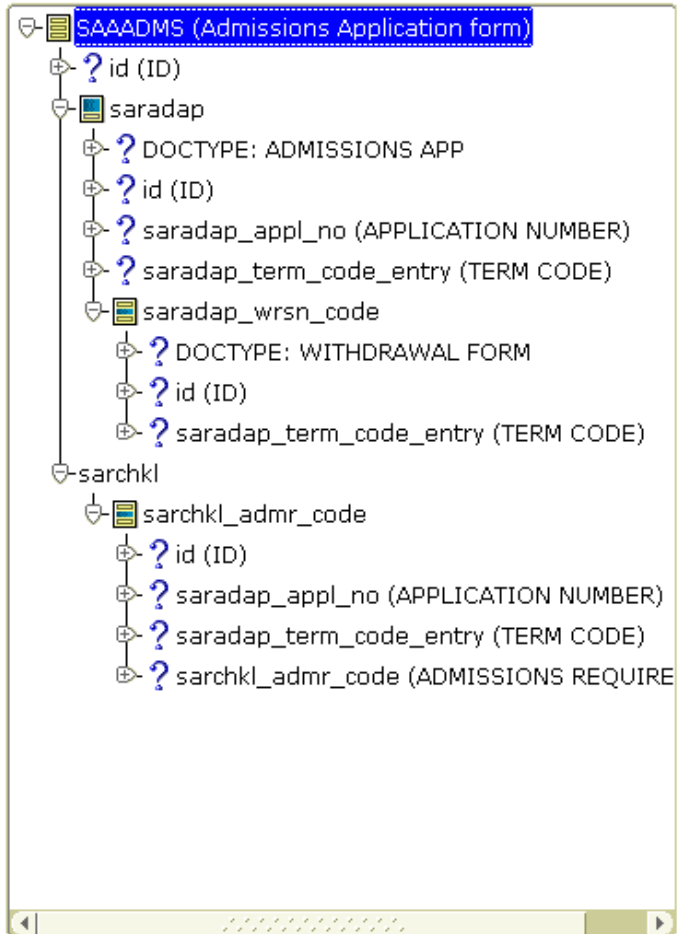 SAAADMS (Admissions Application form)
? id (ID)
saradap
? DOCTYPE: ADMISSIONS APP
? id (ID)
? saradap_appl_no (APPLICATION NUMBER)
? saradap_term_code_entry (TERM CODE)
saradap_wrsn_code
? DOCTYPE: WITHDRAWAL FORM
? id (ID)
? saradap_term_code_entry (TERM CODE)
sarchkl
sarchkl_admr_code
? id (ID)
? saradap_appl_no (APPLICATION NUMBER)
? saradap_term_code_entry (TERM CODE)
? sarchkl_admr_code (ADMISSIONS REQUIRE